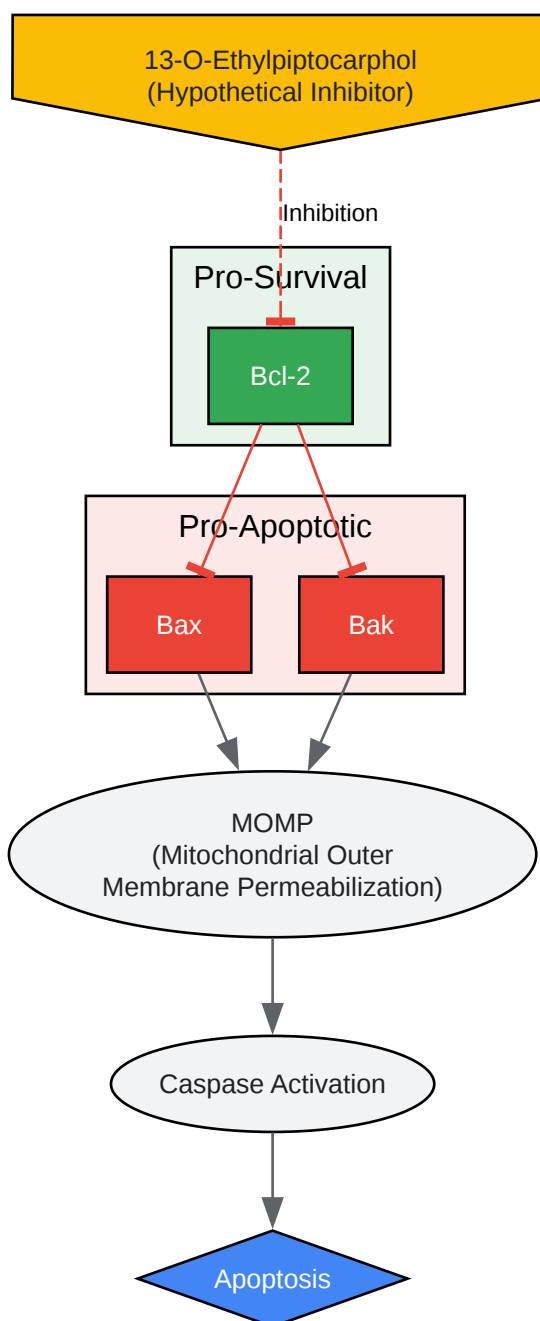 13-O-Ethylpiptocarphol
(Hypothetical Inhibitor)
Inhibition
Pro-Survival
Bcl-2
Pro-Apoptotic
Bax
Bak
MOMP
(Mitochondrial Outer
Membrane Permeabilization)
Caspase Activation
Apoptosis